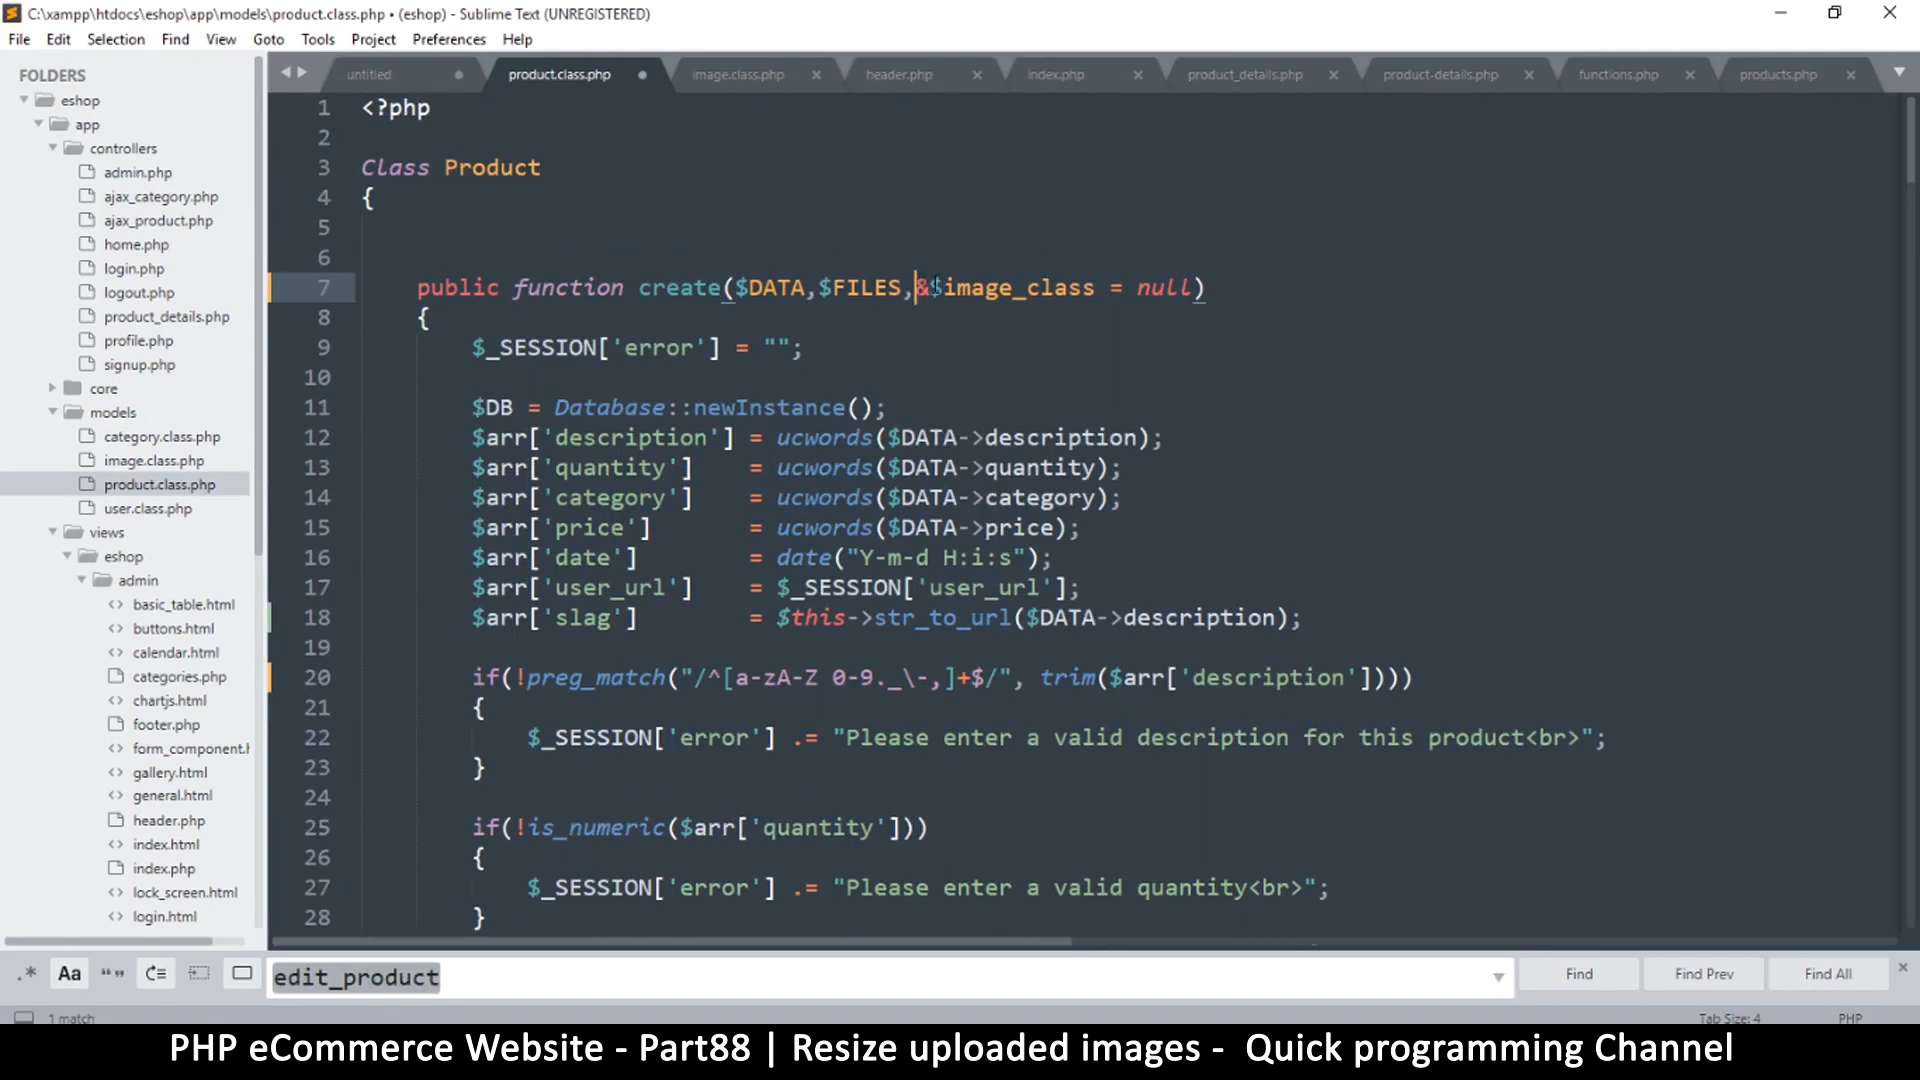 C:\xampp\htdocs\eshop\app\models\product.class.php • (eshop) - Sublime Text (UNREGISTERED)
File Edit Selection Find View Goto Tools Project Preferences Help
FOLDERS
eshop
app
controllers
admin.php
ajax_category.php
ajax_product.php
home.php
login.php
logout.php
product_details.php
profile.php
signup.php
core
models
category.class.php
image.class.php
product.class.php
user.class.php
views
eshop
admin
basic_table.html
buttons.html
calendar.html
categories.php
chartjs.html
footer.php
form_component.h
gallery.html
general.html
header.php
index.html
index.php
lock_screen.html
login.html
untitled product.class.php image.class.php header.php index.php product_details.php product-details.php functions.php products.php
1 <?php
2
3 Class Product
4 {
5
6
7 public function create($DATA,$FILES,&$image_class = null)
8 {
9 $_SESSION['error'] = "";
10
11 $DB = Database::newInstance();
12 $arr['description'] = ucwords($DATA->description);
13 $arr['quantity'] = ucwords($DATA->quantity);
14 $arr['category'] = ucwords($DATA->category);
15 $arr['price'] = ucwords($DATA->price);
16 $arr['date'] = date("Y-m-d H:i:s");
17 $arr['user_url'] = $_SESSION['user_url'];
18 $arr['slag'] = $this->str_to_url($DATA->description);
19
20 if(!preg_match("/^[a-zA-Z 0-9._\-,]+$/", trim($arr['description'])))
21 {
22 $_SESSION['error'] .= "Please enter a valid description for this product<br>";
23 }
24
25 if(!is_numeric($arr['quantity']))
26 {
27 $_SESSION['error'] .= "Please enter a valid quantity<br>";
28 }
.* Aa “” edit_product Find Find Prev Find All
1 match Tab Size: 4 PHP
PHP eCommerce Website - Part88 | Resize uploaded images - Quick programming Channel